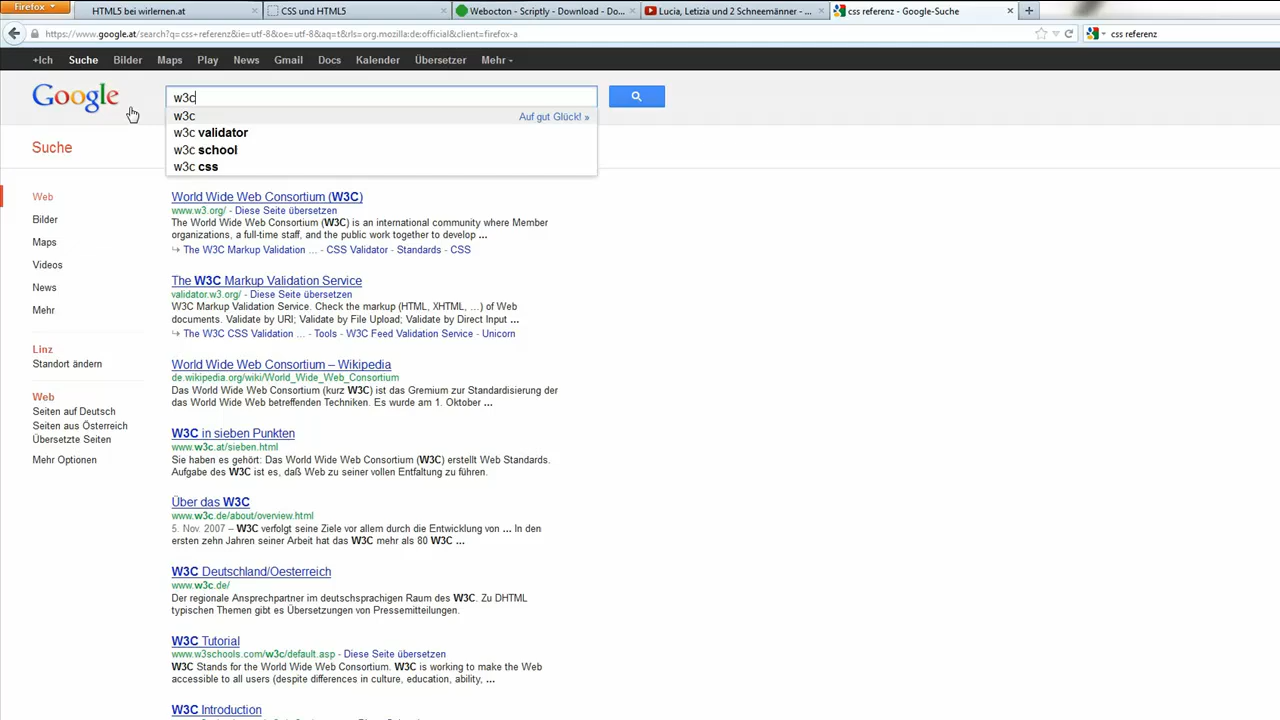 Firefox
HTML5 bei wirlernen.at
CSS und HTML5
Webocton - Scriptly - Download - Do...
Lucia, Letizia und 2 Schneemänner - ...
css referenz - Google-Suche
https://www.google.at/search?q=css+referenz&ie=utf-8&oe=utf-8&aq=t&rls=org.mozilla:de:official&client=firefox-a
css referenz
+Ich Suche Bilder Maps Play News Gmail Docs Kalender Übersetzer Mehr
Google
w3c
w3c
Auf gut Glück! »
w3c validator
w3c school
w3c css
Suche
Web
Bilder
Maps
Videos
News
Mehr
Linz
Standort ändern
Web
Seiten auf Deutsch
Seiten aus Österreich
Übersetzte Seiten
Mehr Optionen
World Wide Web Consortium (W3C)
www.w3.org/ - Diese Seite übersetzen
The World Wide Web Consortium (W3C) is an international community where Member
organizations, a full-time staff, and the public work together to develop ...
The W3C Markup Validation ... - CSS Validator - Standards - CSS
The W3C Markup Validation Service
validator.w3.org/ - Diese Seite übersetzen
W3C Markup Validation Service. Check the markup (HTML, XHTML, ...) of Web
documents. Validate by URI; Validate by File Upload; Validate by Direct Input ...
The W3C CSS Validation ... - Tools - W3C Feed Validation Service - Unicorn
World Wide Web Consortium – Wikipedia
de.wikipedia.org/wiki/World_Wide_Web_Consortium
Das World Wide Web Consortium (kurz W3C) ist das Gremium zur Standardisierung der
das World Wide Web betreffenden Techniken. Es wurde am 1. Oktober ...
W3C in sieben Punkten
www.w3c.at/sieben.html
Sie haben es gehört: Das World Wide Web Consortium (W3C) erstellt Web Standards.
Aufgabe des W3C ist es, daß Web zu seiner vollen Entfaltung zu führen.
Über das W3C
www.w3c.de/about/overview.html
5. Nov. 2007 – W3C verfolgt seine Ziele vor allem durch die Entwicklung von ... In den
ersten zehn Jahren seiner Arbeit hat das W3C mehr als 80 W3C ...
W3C Deutschland/Oesterreich
www.w3c.de/
Der regionale Ansprechpartner im deutschsprachigen Raum des W3C. Zu DHTML
typischen Themen gibt es Übersetzungen von Pressemitteilungen.
W3C Tutorial
www.w3schools.com/w3c/default.asp - Diese Seite übersetzen
W3C Stands for the World Wide Web Consortium. W3C is working to make the Web
accessible to all users (despite differences in culture, education, ability, ...
W3C Introduction